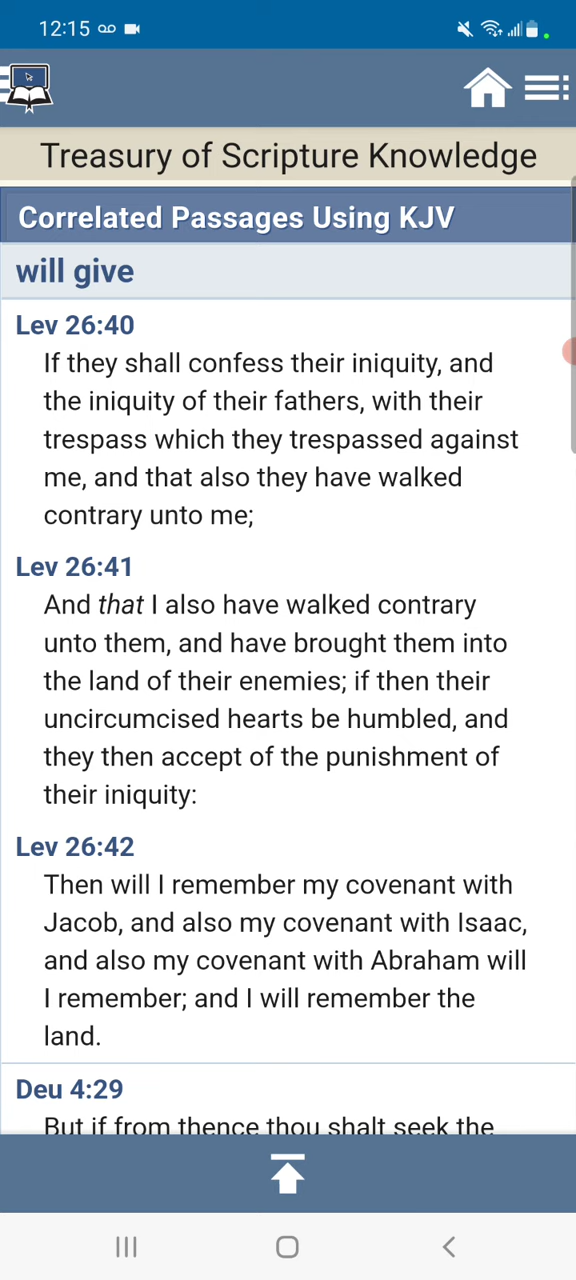 12:15
Treasury of Scripture Knowledge
Correlated Passages Using KJV
will give
Lev 26:40
If they shall confess their iniquity, and
the iniquity of their fathers, with their
trespass which they trespassed against
me, and that also they have walked
contrary unto me;
Lev 26:41
And that I also have walked contrary
unto them, and have brought them into
the land of their enemies; if then their
uncircumcised hearts be humbled, and
they then accept of the punishment of
their iniquity:
Lev 26:42
Then will I remember my covenant with
Jacob, and also my covenant with Isaac,
and also my covenant with Abraham will
I remember; and I will remember the
land.
Deu 4:29
But if from thence thou shalt seek the